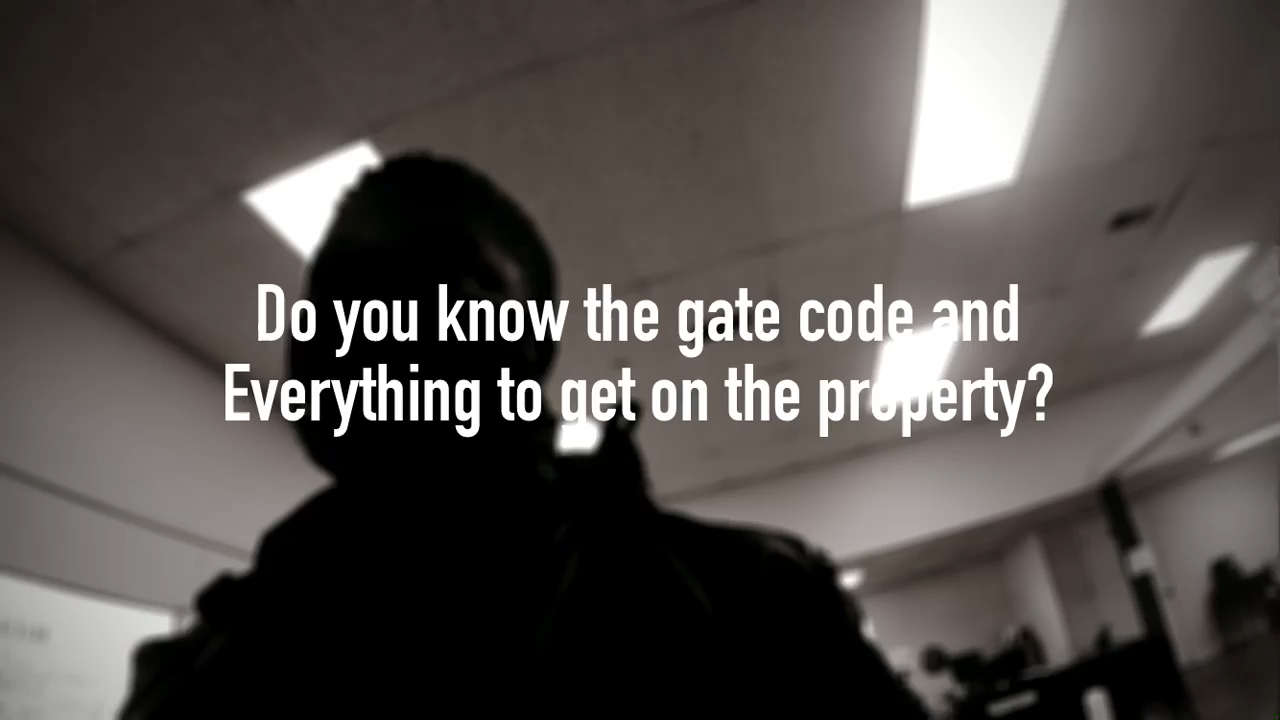 Do you know the gate code and
Everything to get on the property?